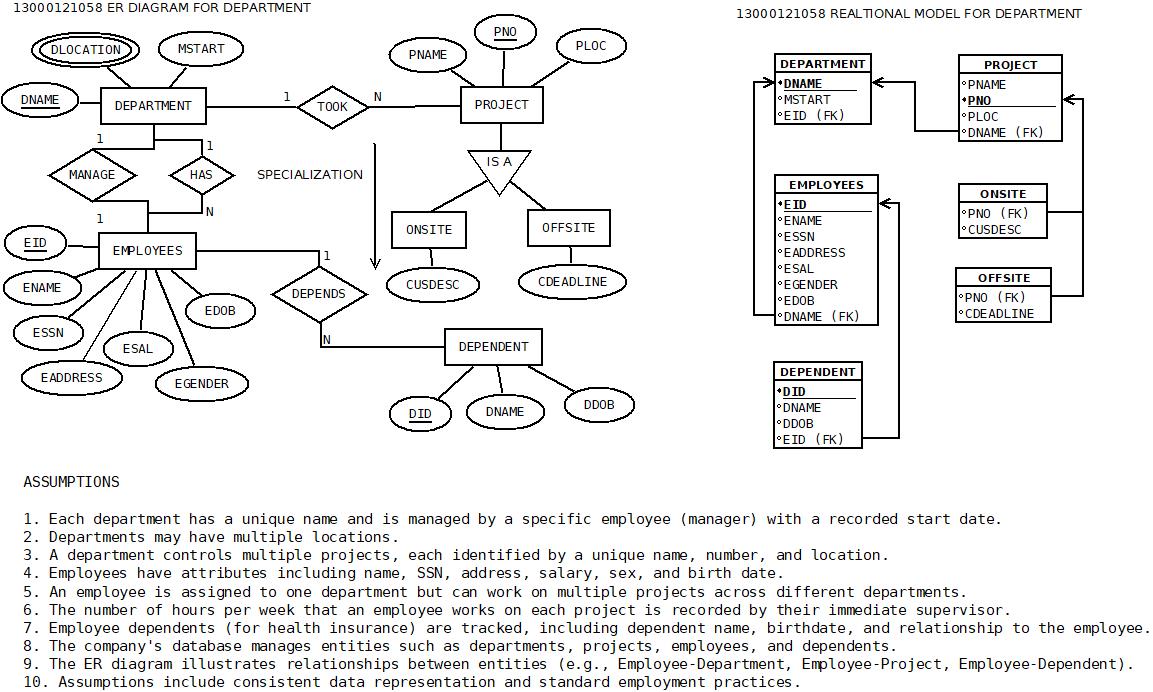 13000121058 ER DIAGRAM FOR DEPARTMENT
DLOCATION
MSTART
DNAME
DEPARTMENT
1
TOOK
N
PNAME
PNO
PLOC
PROJECT
1
1
MANAGE
HAS
SPECIALIZATION
IS A
1
N
ONSITE
OFFSITE
EID
EMPLOYEES
1
ENAME
DEPENDS
CUSDESC
CDEADLINE
ESSN
EDOB
N
ESAL
DEPENDENT
EADDRESS
EGENDER
DID
DNAME
DDOB
13000121058 REALTIONAL MODEL FOR DEPARTMENT
DEPARTMENT
DNAME
MSTART
EID (FK)
PROJECT
PNAME
PNO
PLOC
DNAME (FK)
EMPLOYEES
EID
ENAME
ESSN
EADDRESS
ESAL
EGENDER
EDOB
DNAME (FK)
ONSITE
PNO (FK)
CUSDESC
OFFSITE
PNO (FK)
CDEADLINE
DEPENDENT
DID
DNAME
DDOB
EID (FK)
ASSUMPTIONS
1. Each department has a unique name and is managed by a specific employee (manager) with a recorded start date.
2. Departments may have multiple locations.
3. A department controls multiple projects, each identified by a unique name, number, and location.
4. Employees have attributes including name, SSN, address, salary, sex, and birth date.
5. An employee is assigned to one department but can work on multiple projects across different departments.
6. The number of hours per week that an employee works on each project is recorded by their immediate supervisor.
7. Employee dependents (for health insurance) are tracked, including dependent name, birthdate, and relationship to the employee.
8. The company's database manages entities such as departments, projects, employees, and dependents.
9. The ER diagram illustrates relationships between entities (e.g., Employee-Department, Employee-Project, Employee-Dependent).
10. Assumptions include consistent data representation and standard employment practices.